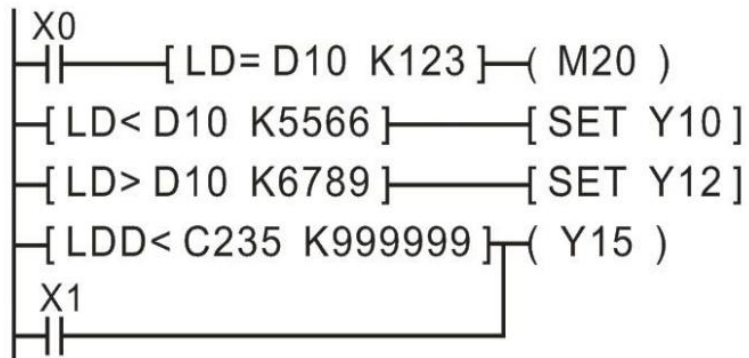 X0
[ LD= D10 K123 ] ( M20 )
[ LD< D10 K5566 ] [ SET Y10 ]
[ LD> D10 K6789 ] [ SET Y12 ]
[ LDD< C235 K999999 ] ( Y15 )
X1